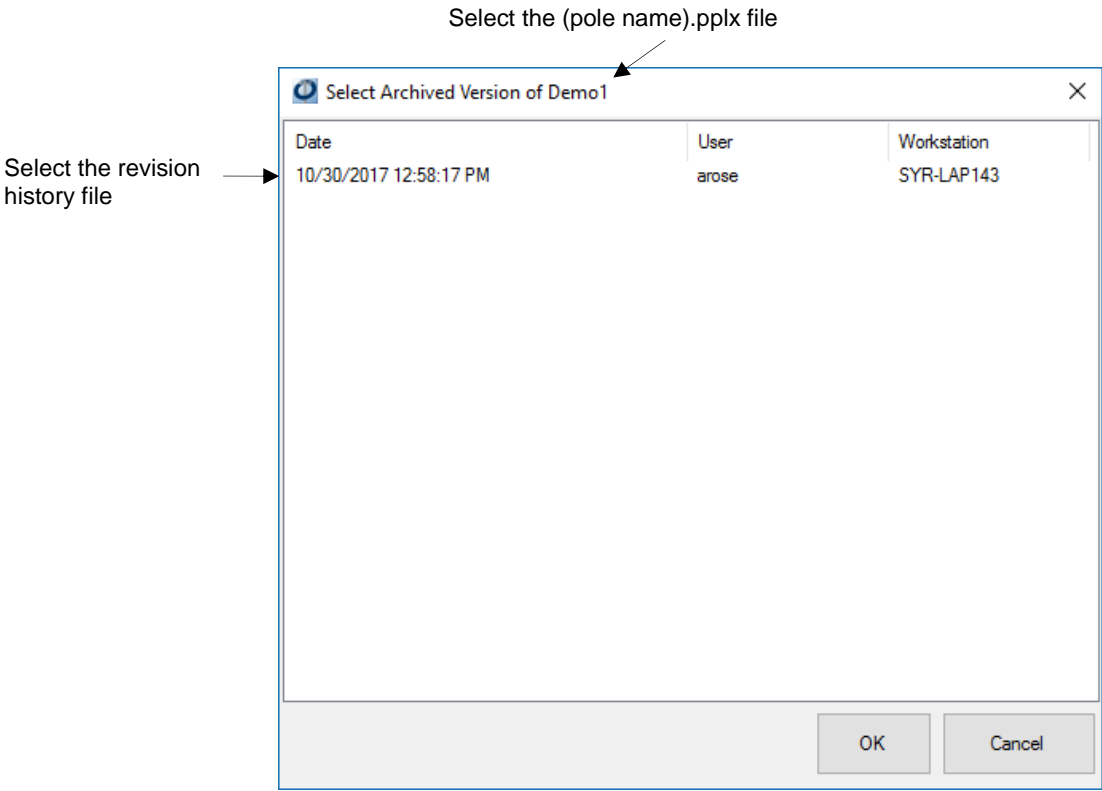 Select the (pole name).pplx file
Select Archived Version of Demo1
Date User Workstation
Select the revision
history file
10/30/2017 12:58:17 PM arose SYR-LAP143
OK Cancel